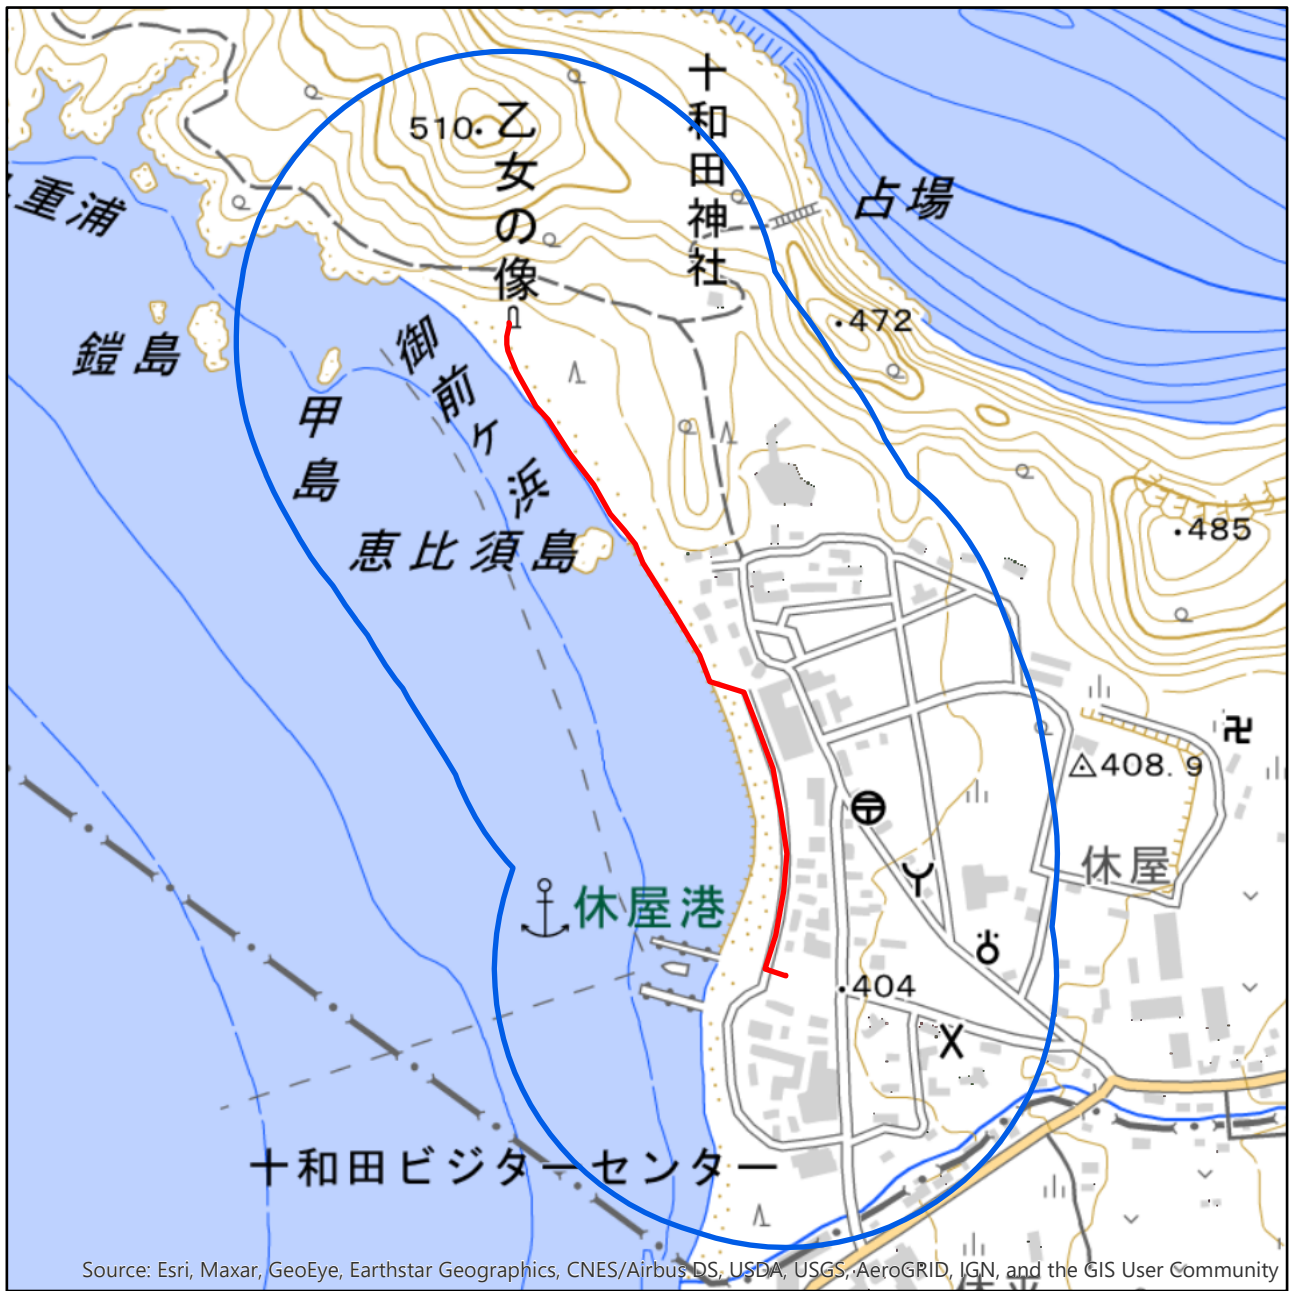 十和田神社
510
乙女の像
占場
重浦
472
鎧島
御前ケ浜
甲島
485
恵比須島
408.9
休屋
休屋港
404
十和田ビジターセンター
休平
Source: Esri, Maxar, GeoEye, Earthstar Geographics, CNES/Airbus DS, USDA, USGS, AeroGRID, IGN, and the GIS User Community